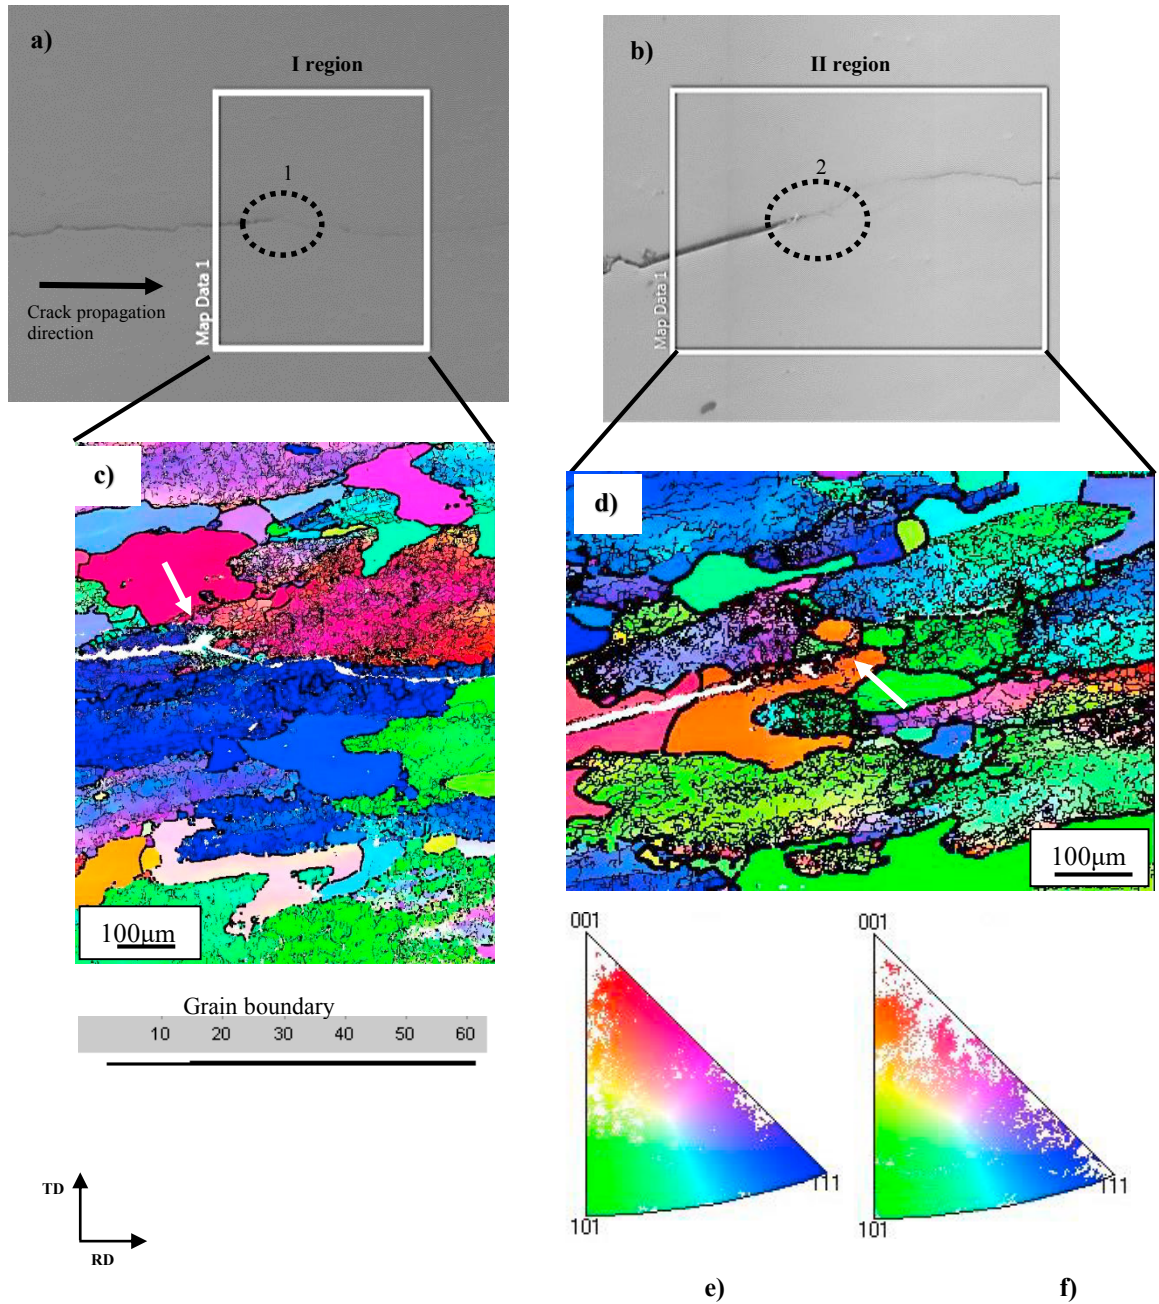 a)
I region
1
Map Data 1
Crack propagation
direction
b)
II region
2
Map Data 1
c)
100µm
d)
100µm
Grain boundary
10 20 30 40 50 60
TD
RD
001
111
101
001
111
101
e)
f)